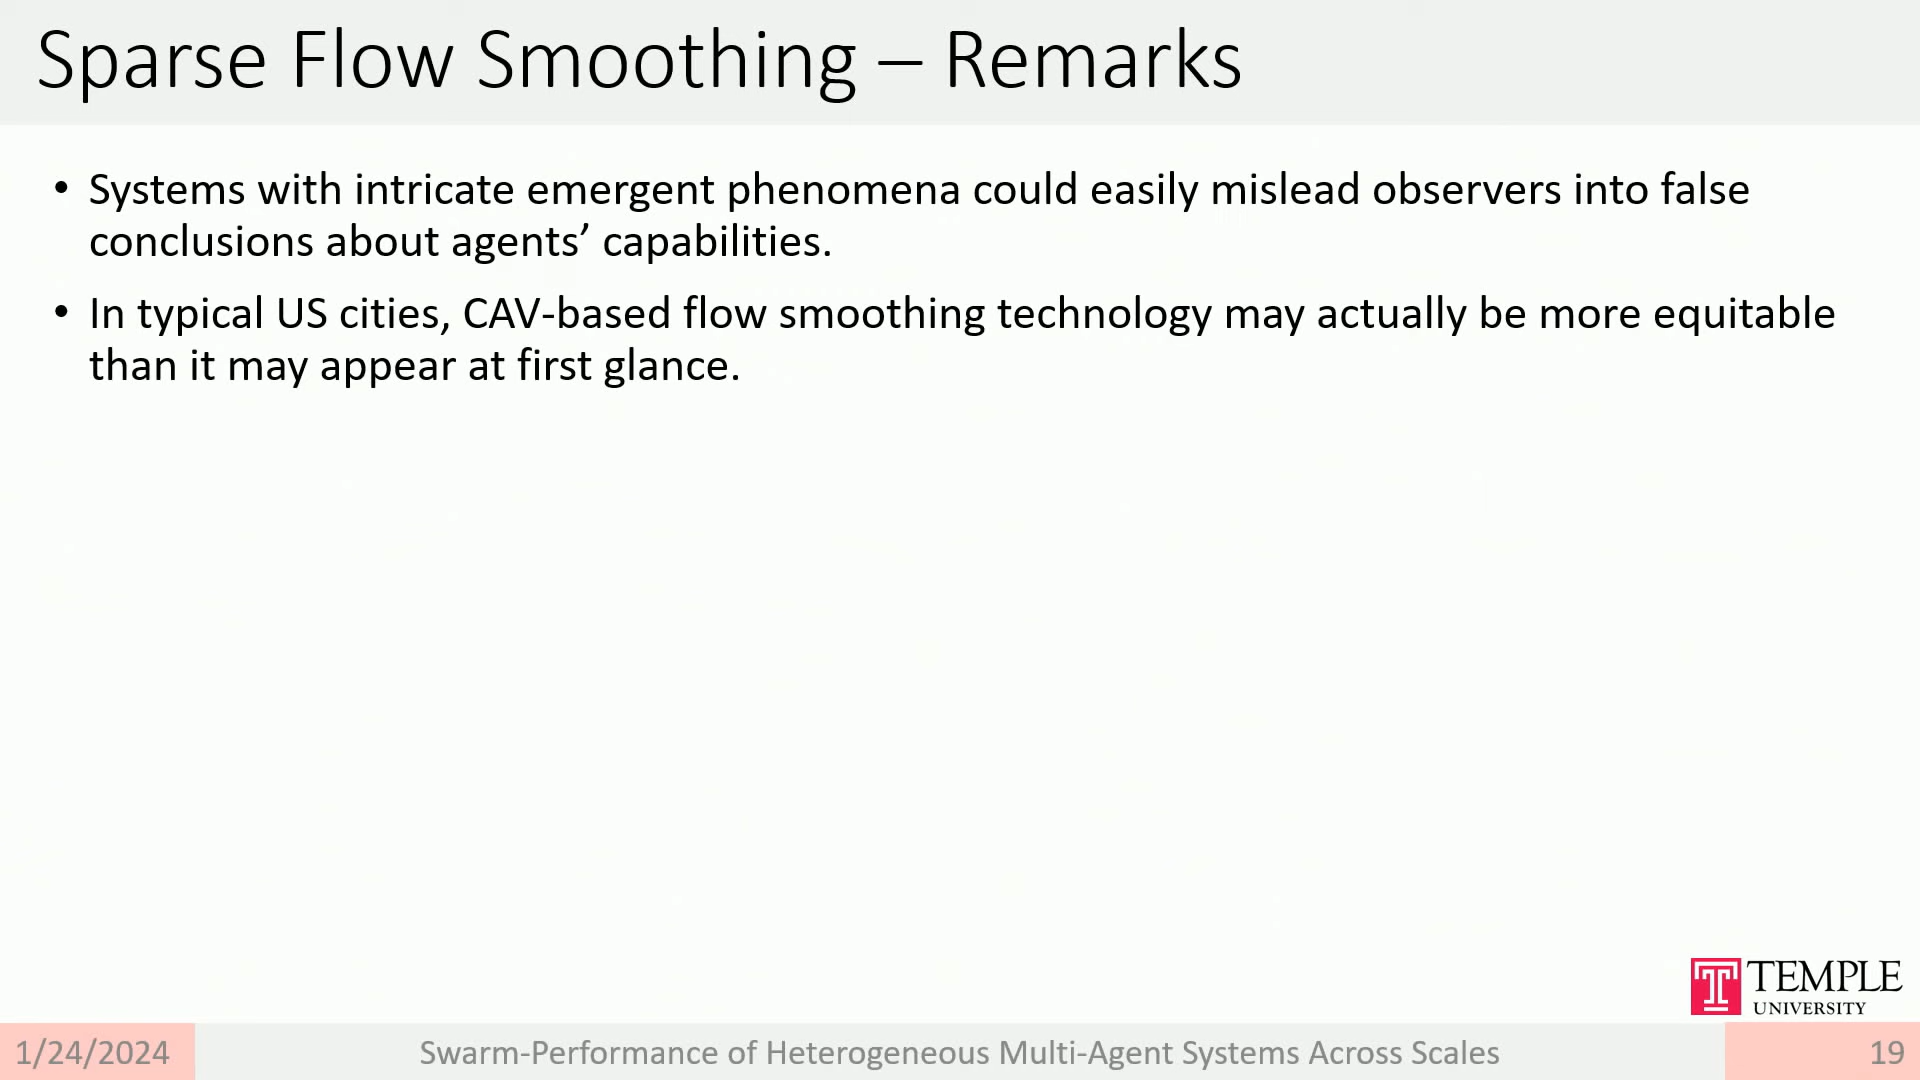 Sparse Flow Smoothing – Remarks
• Systems with intricate emergent phenomena could easily mislead observers into false
conclusions about agents’ capabilities.
• In typical US cities, CAV-based flow smoothing technology may actually be more equitable
than it may appear at first glance.
TEMPLE
UNIVERSITY
1/24/2024
Swarm-Performance of Heterogeneous Multi-Agent Systems Across Scales
19